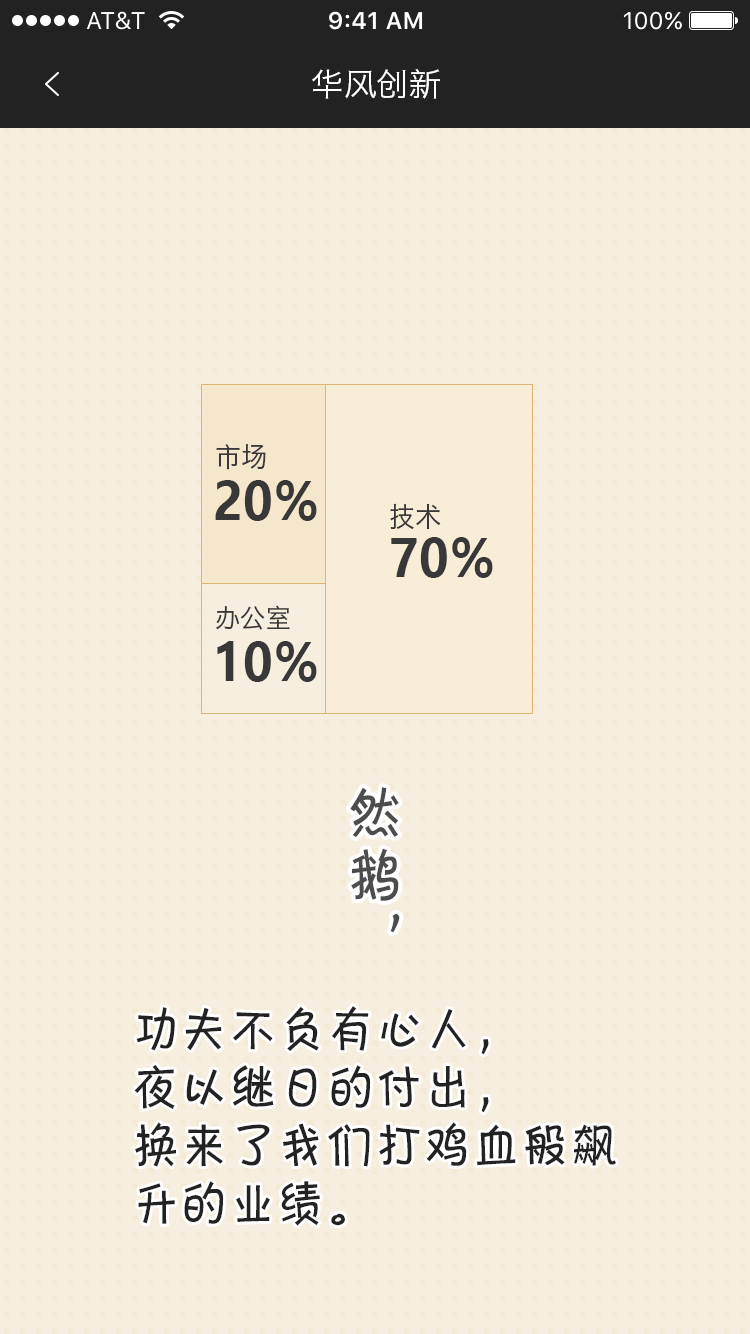 AT&T 9:41 AM 100%
华风创新
市场
20%
技术
70%
办公室
10%
然
鹅，
功夫不负有心人，
夜以继日的付出，
换来了我们打鸡血般飙
升的业绩。